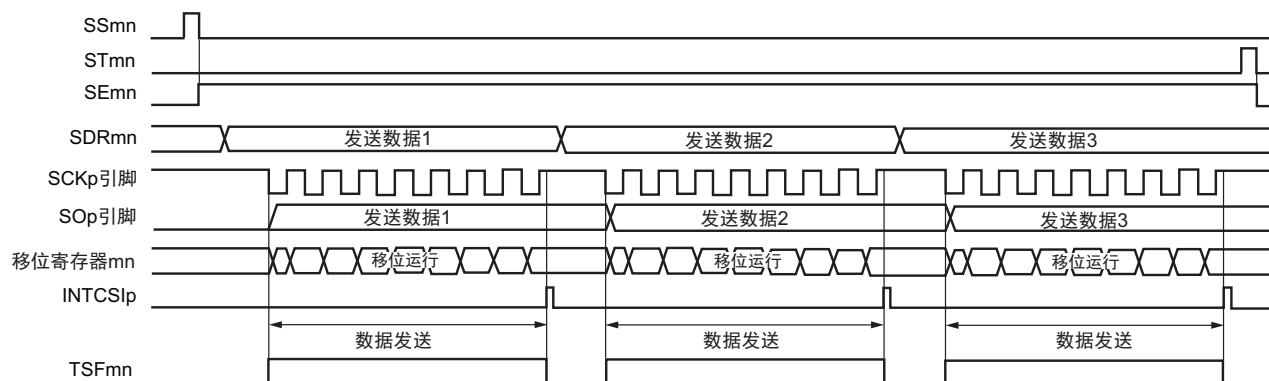 SSmn
STmn
SEmn
SDRmn 发送数据1 发送数据2 发送数据3
SCKp引脚
SOp引脚 发送数据1 发送数据2 发送数据3
移位寄存器mn 移位运行 移位运行 移位运行
INTCSIp
数据发送 数据发送 数据发送
TSFmn